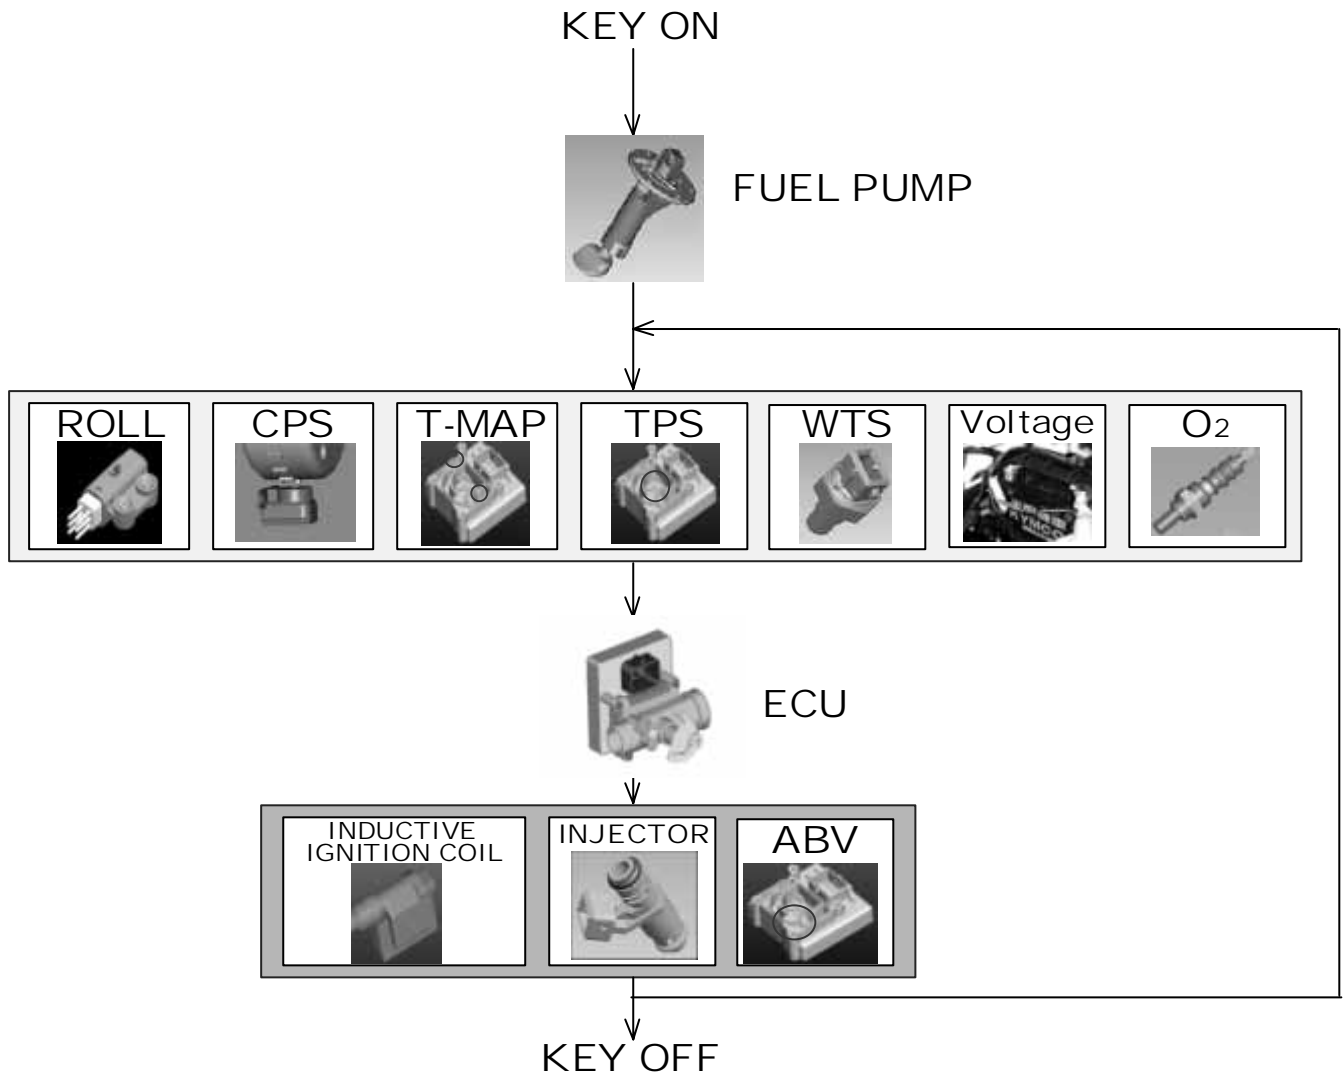 KEY ON
FUEL PUMP
ROLL
CPS
T-MAP
TPS
WTS
Voltage
O2
KYMCO
ECU
INDUCTIVE
IGNITION COIL
INJECTOR
ABV
KEY OFF